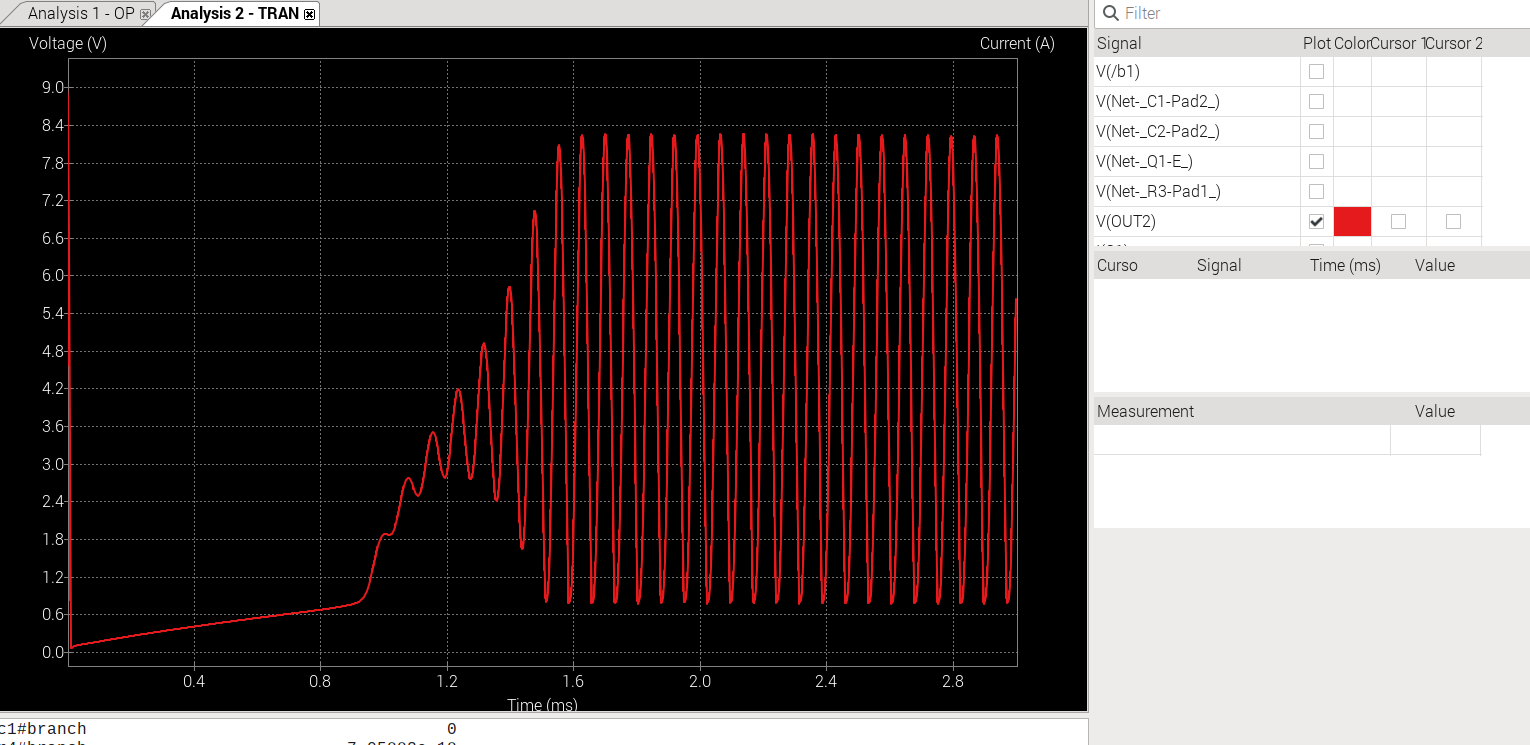 Analysis 1 - OP
Analysis 2 - TRAN
Voltage (V)
Current (A)
9.0
8.4
7.8
7.2
6.6
6.0
5.4
4.8
4.2
3.6
3.0
2.4
1.8
1.2
0.6
0.0
0.4 0.8 1.2 1.6 2.0 2.4 2.8
Time (ms)
c1#branch 0
Filter
Signal Plot Color Cursor 1 Cursor 2
V(/b1)
V(Net-_C1-Pad2_)
V(Net-_C2-Pad2_)
V(Net-_Q1-E_)
V(Net-_R3-Pad1_)
V(OUT2)
Curso Signal Time (ms) Value
Measurement Value